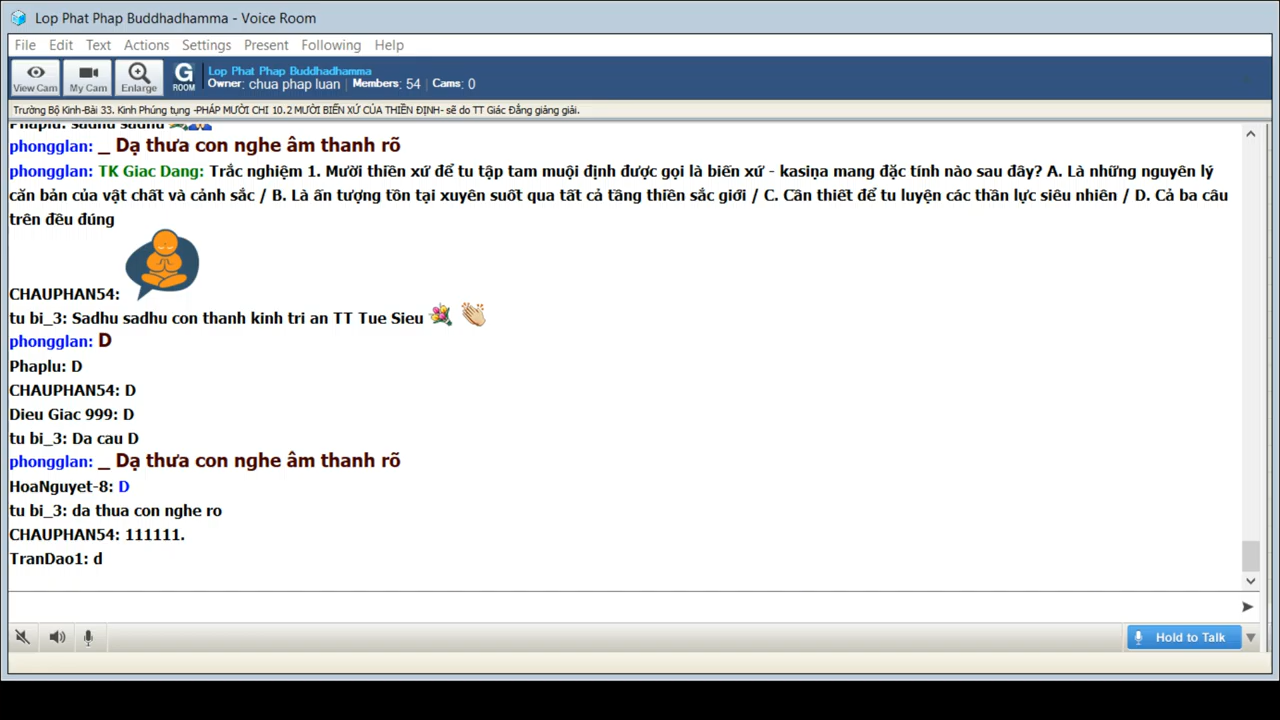 Lop Phat Phap Buddhadhamma - Voice Room
File Edit Text Actions Settings Present Following Help
View Cam My Cam Enlarge G ROOM Lop Phat Phap Buddhadhamma
Owner: chua phap luan Members: 54 Cams: 0
Trường Bộ Kinh-Bài 33. Kinh Phúng tụng -PHÁP MƯỜI CHI 10.2 MƯỜI BIẾN XỨ CỦA THIỀN ĐỊNH- sẽ do TT Giác Đẳng giảng giải.
Phaplu: sadhu sadhu
phongglan: _ Dạ thưa con nghe âm thanh rõ
phongglan: TK Giac Dang: Trắc nghiệm 1. Mười thiền xứ để tu tập tam muội định được gọi là biến xứ - kasiṇa mang đặc tính nào sau đây? A. Là những nguyên lý
căn bản của vật chất và cảnh sắc / B. Là ấn tượng tồn tại xuyên suốt qua tất cả tầng thiền sắc giới / C. Cần thiết để tu luyện các thần lực siêu nhiên / D. Cả ba câu
trên đều đúng
CHAUPHAN54:
tu bi_3: Sadhu sadhu con thanh kinh tri an TT Tue Sieu
phongglan: D
Phaplu: D
CHAUPHAN54: D
Dieu Giac 999: D
tu bi_3: Da cau D
phongglan: _ Dạ thưa con nghe âm thanh rõ
HoaNguyet-8: D
tu bi_3: da thua con nghe ro
CHAUPHAN54: 111111.
TranDao1: d
Hold to Talk